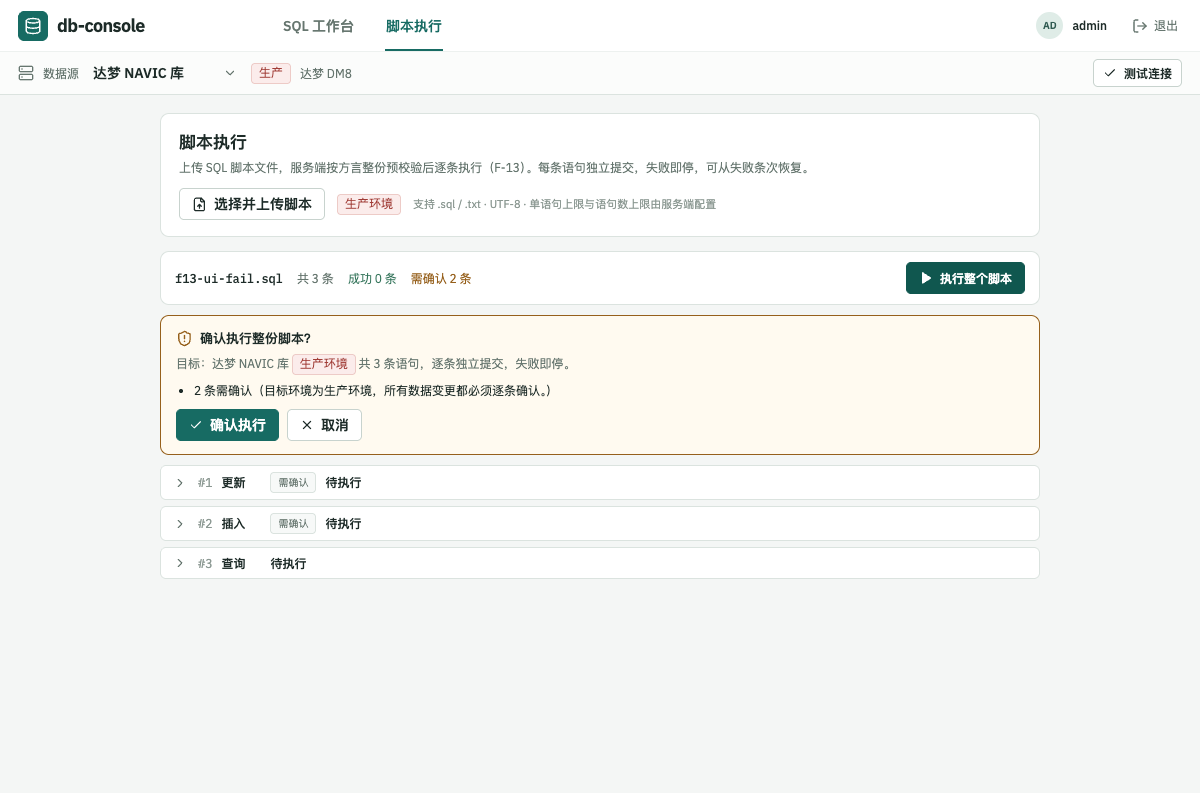 db-console
SQL 工作台
脚本执行
AD
admin
退出
数据源
达梦 NAVIC 库
生产
达梦 DM8
测试连接
脚本执行
上传 SQL 脚本文件，服务端按方言整份预校验后逐条执行（F-13）。每条语句独立提交，失败即停，可从失败条次恢复。
选择并上传脚本
生产环境
支持 .sql / .txt · UTF-8 · 单语句上限与语句数上限由服务端配置
f13-ui-fail.sql
共 3 条
成功 0 条
需确认 2 条
执行整个脚本
确认执行整份脚本?
目标：达梦 NAVIC 库 生产环境 共 3 条语句，逐条独立提交，失败即停。
2 条需确认（目标环境为生产环境，所有数据变更都必须逐条确认。）
确认执行
取消
#1 更新 需确认 待执行
#2 插入 需确认 待执行
#3 查询 待执行